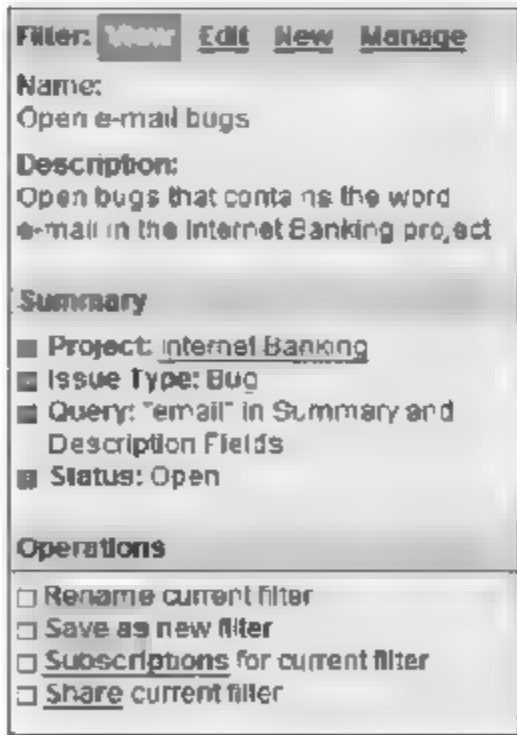 Filter: View Edit New Manage
Name:
Open e-mail bugs
Description:
Open bugs that contains the word
e-mail in the Internet Banking project
Summary
Project: Internet Banking
Issue Type: Bug
Query: "email" in Summary and
Description Fields
Status: Open
Operations
Rename current filter
Save as new filter
Subscriptions for current filter
Share current filter